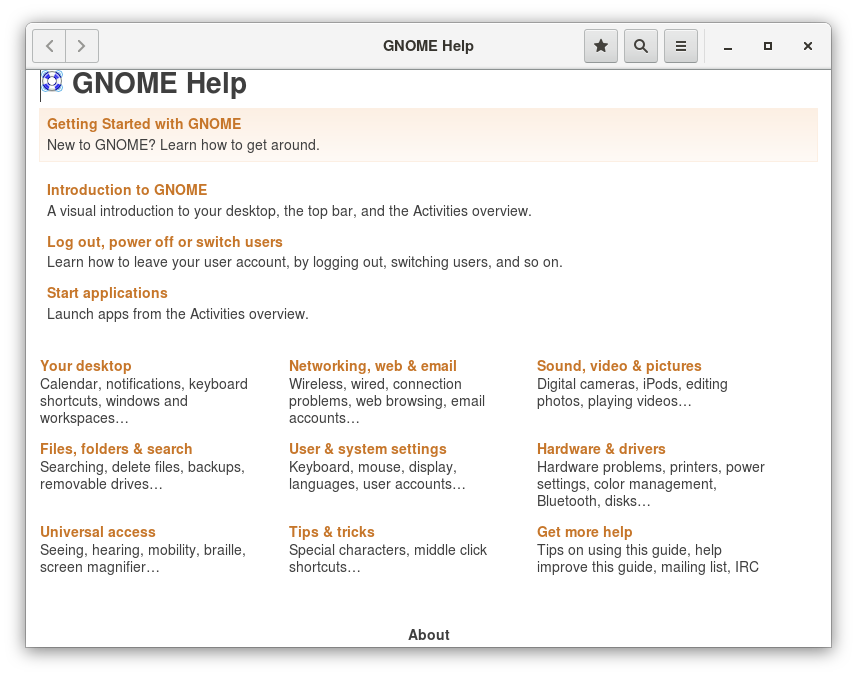 GNOME Help
GNOME Help
Getting Started with GNOME
New to GNOME? Learn how to get around.
Introduction to GNOME
A visual introduction to your desktop, the top bar, and the Activities overview.
Log out, power off or switch users
Learn how to leave your user account, by logging out, switching users, and so on.
Start applications
Launch apps from the Activities overview.
Your desktop
Calendar, notifications, keyboard
shortcuts, windows and
workspaces…
Networking, web & email
Wireless, wired, connection
problems, web browsing, email
accounts…
Sound, video & pictures
Digital cameras, iPods, editing
photos, playing videos…
Files, folders & search
Searching, delete files, backups,
removable drives…
User & system settings
Keyboard, mouse, display,
languages, user accounts…
Hardware & drivers
Hardware problems, printers, power
settings, color management,
Bluetooth, disks…
Universal access
Seeing, hearing, mobility, braille,
screen magnifier…
Tips & tricks
Special characters, middle click
shortcuts…
Get more help
Tips on using this guide, help
improve this guide, mailing list, IRC
About